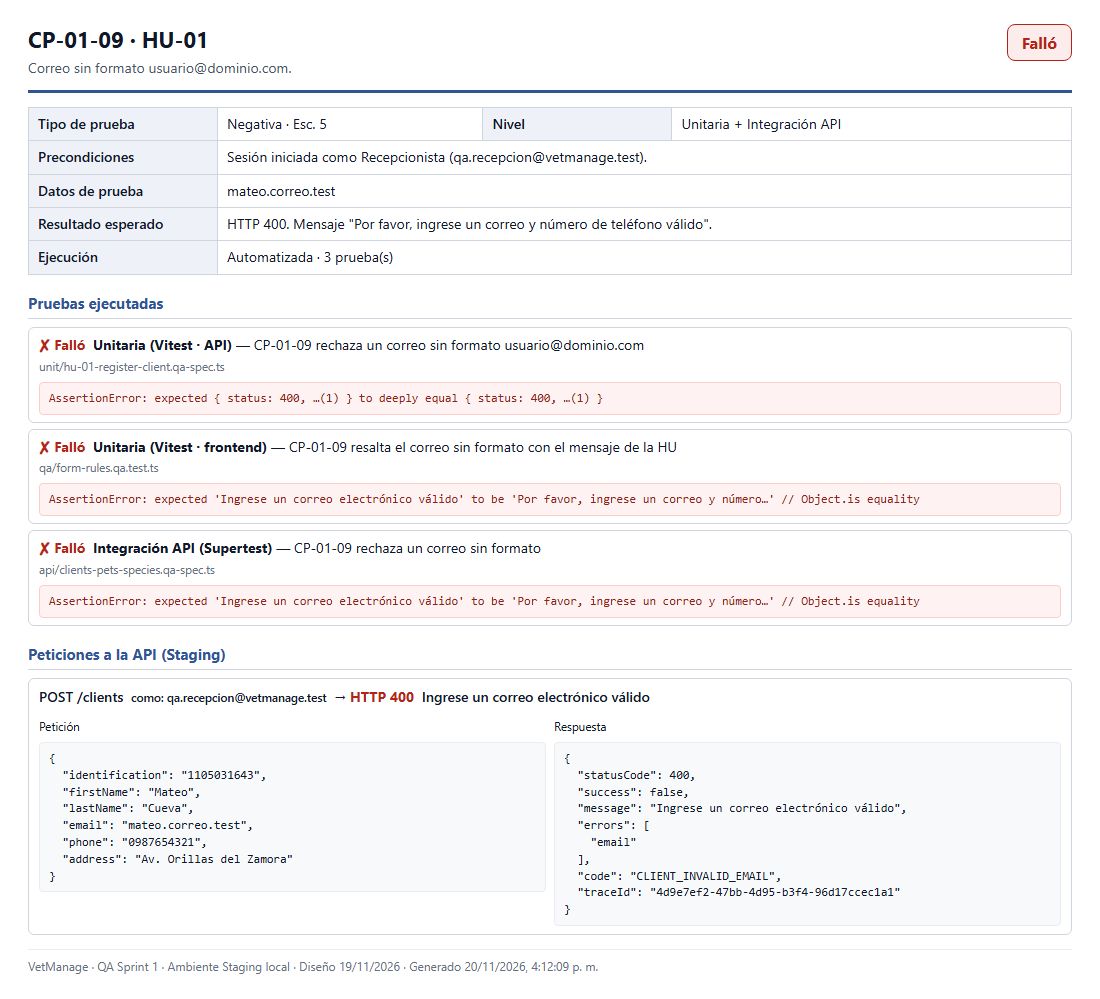 CP-01-09 · HU-01
Falló
Correo sin formato usuario@dominio.com.
Tipo de prueba Negativa · Esc. 5 Nivel Unitaria + Integración API
Precondiciones Sesión iniciada como Recepcionista (qa.recepcion@vetmanage.test).
Datos de prueba mateo.correo.test
Resultado esperado HTTP 400. Mensaje "Por favor, ingrese un correo y número de teléfono válido".
Ejecución Automatizada · 3 prueba(s)
Pruebas ejecutadas
✗ Falló Unitaria (Vitest · API) — CP-01-09 rechaza un correo sin formato usuario@dominio.com
unit/hu-01-register-client.qa-spec.ts
AssertionError: expected { status: 400, …(1) } to deeply equal { status: 400, …(1) }
✗ Falló Unitaria (Vitest · frontend) — CP-01-09 resalta el correo sin formato con el mensaje de la HU
qa/form-rules.qa.test.ts
AssertionError: expected 'Ingrese un correo electrónico válido' to be 'Por favor, ingrese un correo y número…' // Object.is equality
✗ Falló Integración API (Supertest) — CP-01-09 rechaza un correo sin formato
api/clients-pets-species.qa-spec.ts
AssertionError: expected 'Ingrese un correo electrónico válido' to be 'Por favor, ingrese un correo y número…' // Object.is equality
Peticiones a la API (Staging)
POST /clients como: qa.recepcion@vetmanage.test → HTTP 400 Ingrese un correo electrónico válido
Petición
{
  "identification": "1105031643",
  "firstName": "Mateo",
  "lastName": "Cueva",
  "email": "mateo.correo.test",
  "phone": "0987654321",
  "address": "Av. Orillas del Zamora"
}
Respuesta
{
  "statusCode": 400,
  "success": false,
  "message": "Ingrese un correo electrónico válido",
  "errors": [
    "email"
  ],
  "code": "CLIENT_INVALID_EMAIL",
  "traceId": "4d9e7ef2-47bb-4d95-b3f4-96d17ccec1a1"
}
VetManage · QA Sprint 1 · Ambiente Staging local · Diseño 19/11/2026 · Generado 20/11/2026, 4:12:09 p. m.